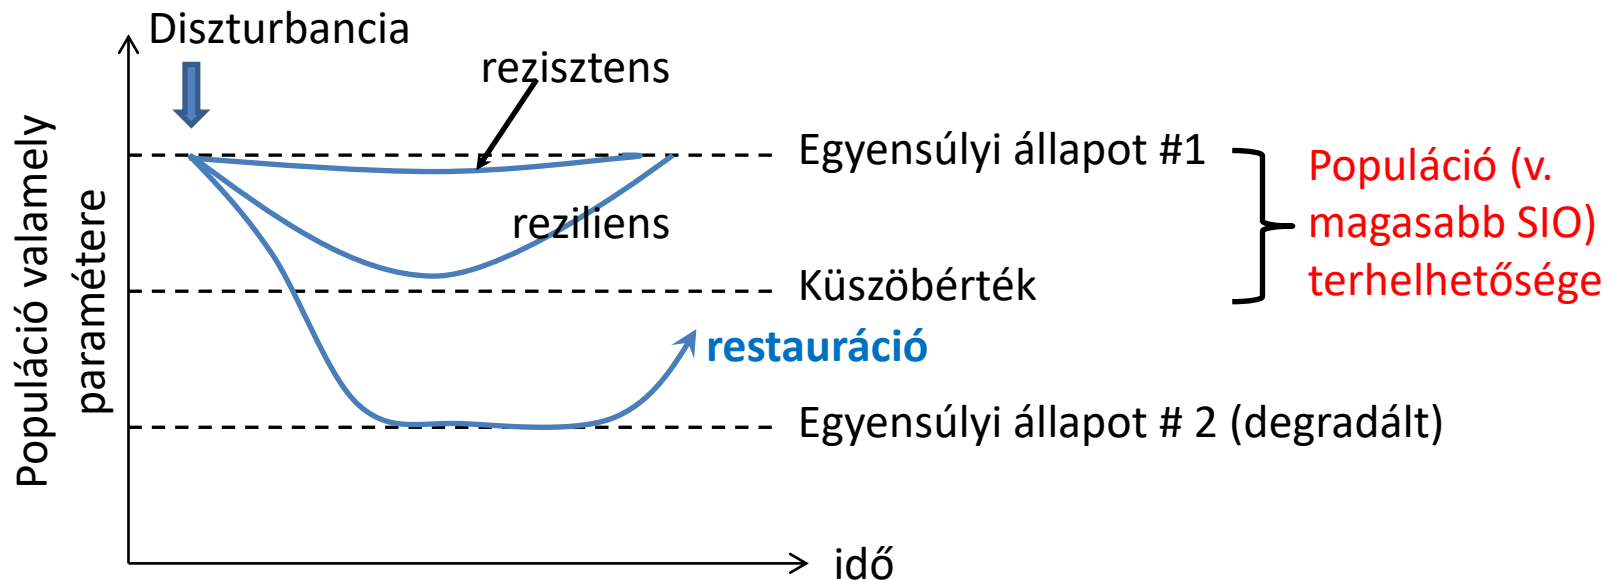 Diszturbancia
rezisztens
Egyensúlyi állapot #1
reziliens
Küszöbérték
restauráció
Egyensúlyi állapot # 2 (degradált)
Populáció (v.
magasabb SIO)
terhelhetősége
Populáció valamely
paramétere
idő